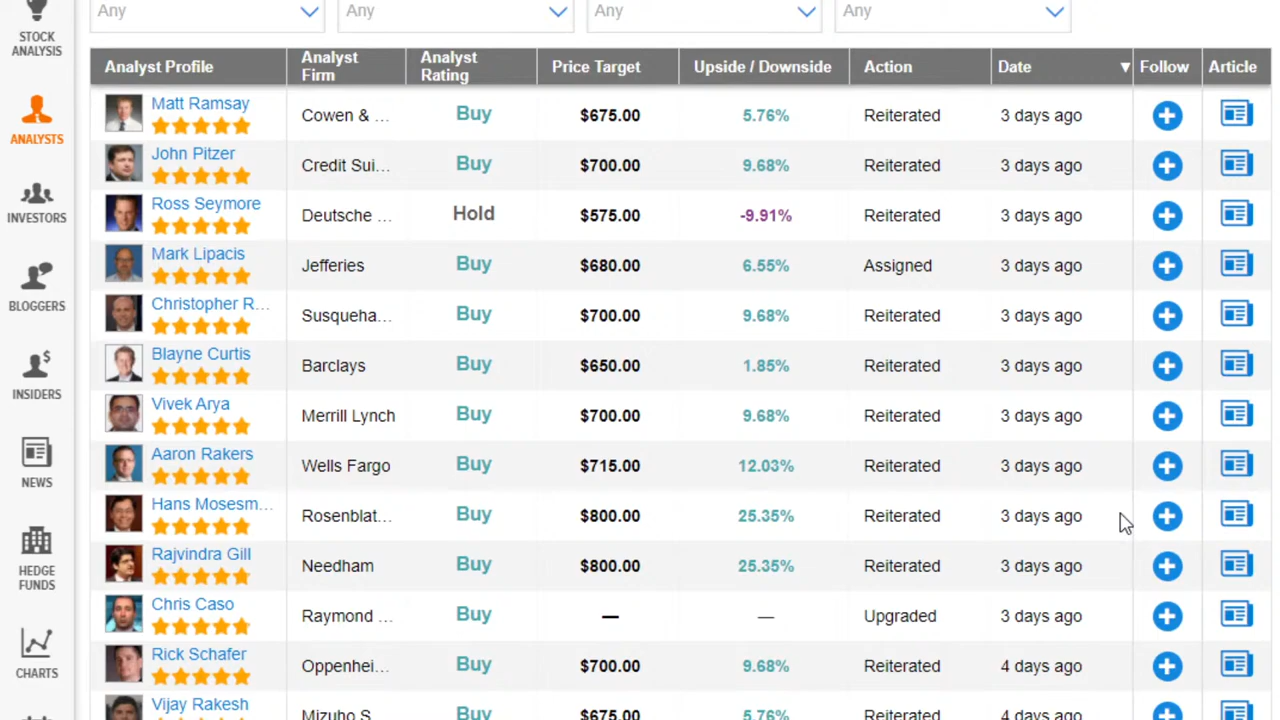 Any Any Any Any
STOCK
ANALYSIS
ANALYSTS
INVESTORS
BLOGGERS
INSIDERS
NEWS
HEDGE
FUNDS
CHARTS
Analyst Profile Analyst Firm Analyst Rating Price Target Upside / Downside Action Date ▼ Follow Article
Matt Ramsay Cowen & ... Buy $675.00 5.76% Reiterated 3 days ago
John Pitzer Credit Sui... Buy $700.00 9.68% Reiterated 3 days ago
Ross Seymore Deutsche ... Hold $575.00 -9.91% Reiterated 3 days ago
Mark Lipacis Jefferies Buy $680.00 6.55% Assigned 3 days ago
Christopher R... Susqueha... Buy $700.00 9.68% Reiterated 3 days ago
Blayne Curtis Barclays Buy $650.00 1.85% Reiterated 3 days ago
Vivek Arya Merrill Lynch Buy $700.00 9.68% Reiterated 3 days ago
Aaron Rakers Wells Fargo Buy $715.00 12.03% Reiterated 3 days ago
Hans Mosesm... Rosenblat... Buy $800.00 25.35% Reiterated 3 days ago
Rajvindra Gill Needham Buy $800.00 25.35% Reiterated 3 days ago
Chris Caso Raymond ... Buy — — Upgraded 3 days ago
Rick Schafer Oppenhei... Buy $700.00 9.68% Reiterated 4 days ago
Vijay Rakesh Mizuho S... Buy $675.00 5.76% Reiterated 4 days ago